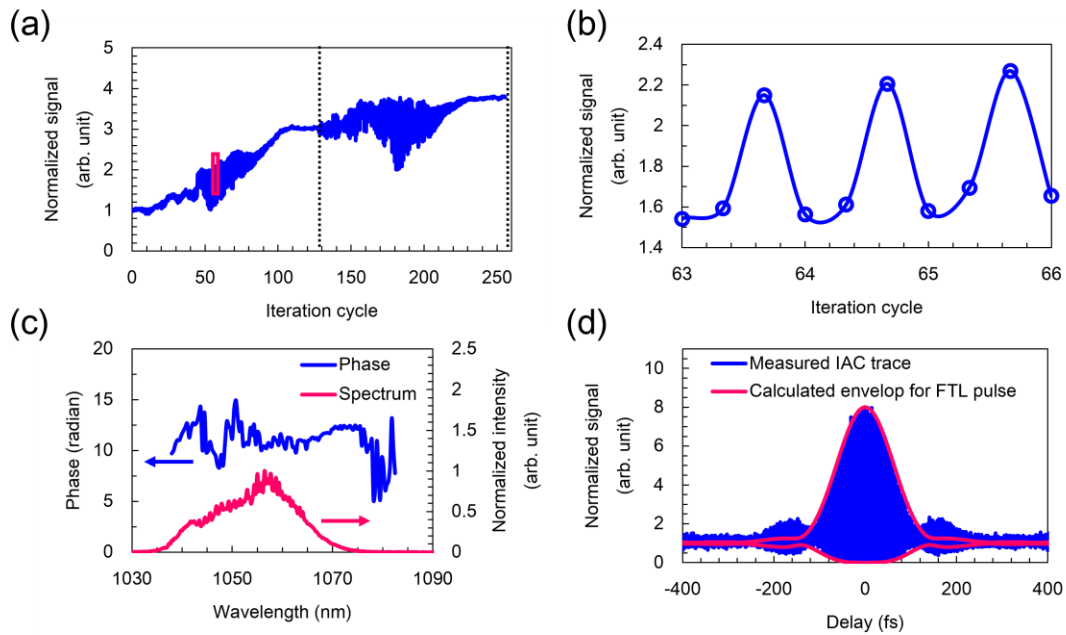 (a)
Normalized signal
(arb. unit)
5
4
3
2
1
0
0 50 100 150 200 250
Iteration cycle
(b)
Normalized signal
(arb. unit)
2.4
2.2
2.0
1.8
1.6
1.4
63 64 65 66
Iteration cycle
(c)
Phase (radian)
20
15
10
5
0
Phase
Spectrum
2.5
2
1.5
1
0.5
0
Normalized intensity
(arb. unit)
1030 1050 1070 1090
Wavelength (nm)
(d)
Normalized signal
(arb. unit)
10
8
6
4
2
0
Measured IAC trace
Calculated envelop for FTL pulse
-400 -200 0 200 400
Delay (fs)